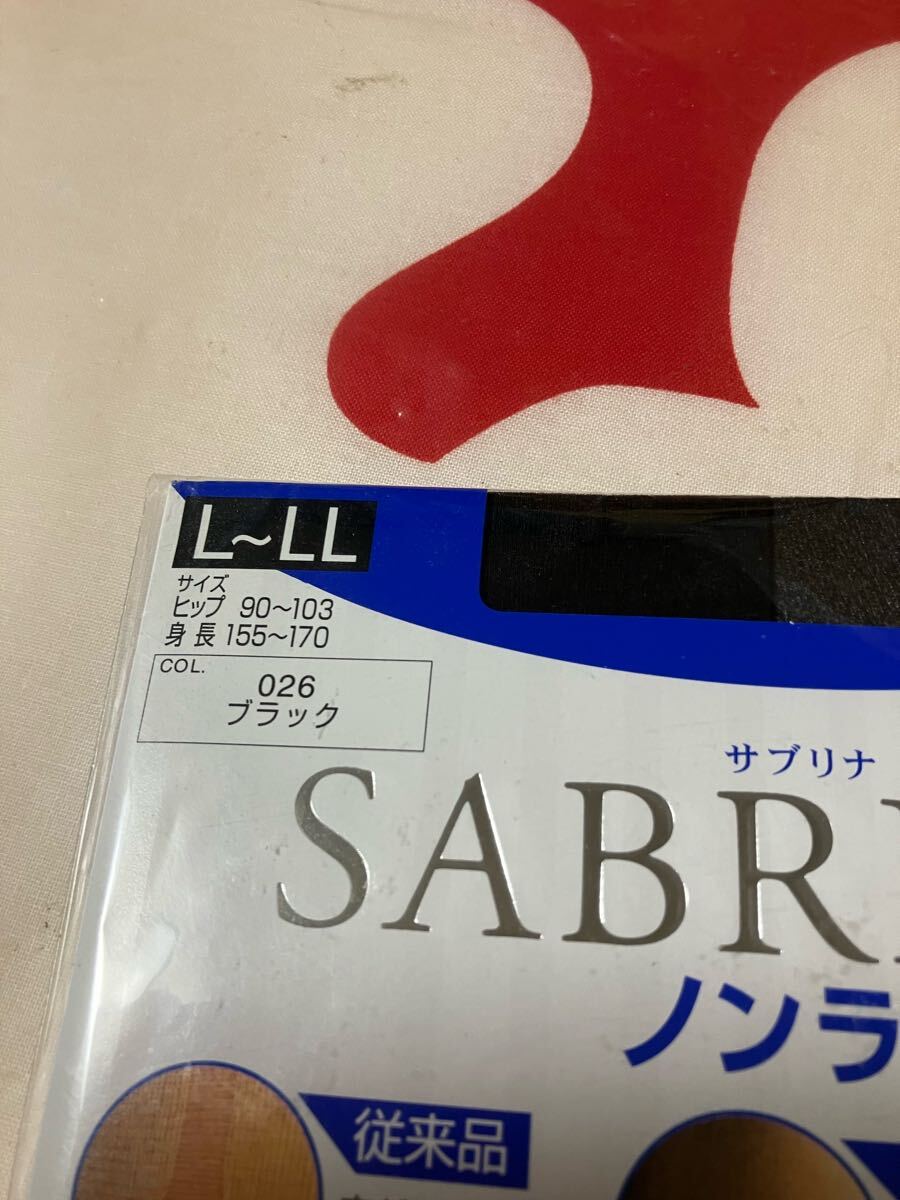 L~LL
サイズ
ヒップ 90~103
身長 155~170
COL.
026
ブラック
サブリナ
SABR
ノンラ
従来品